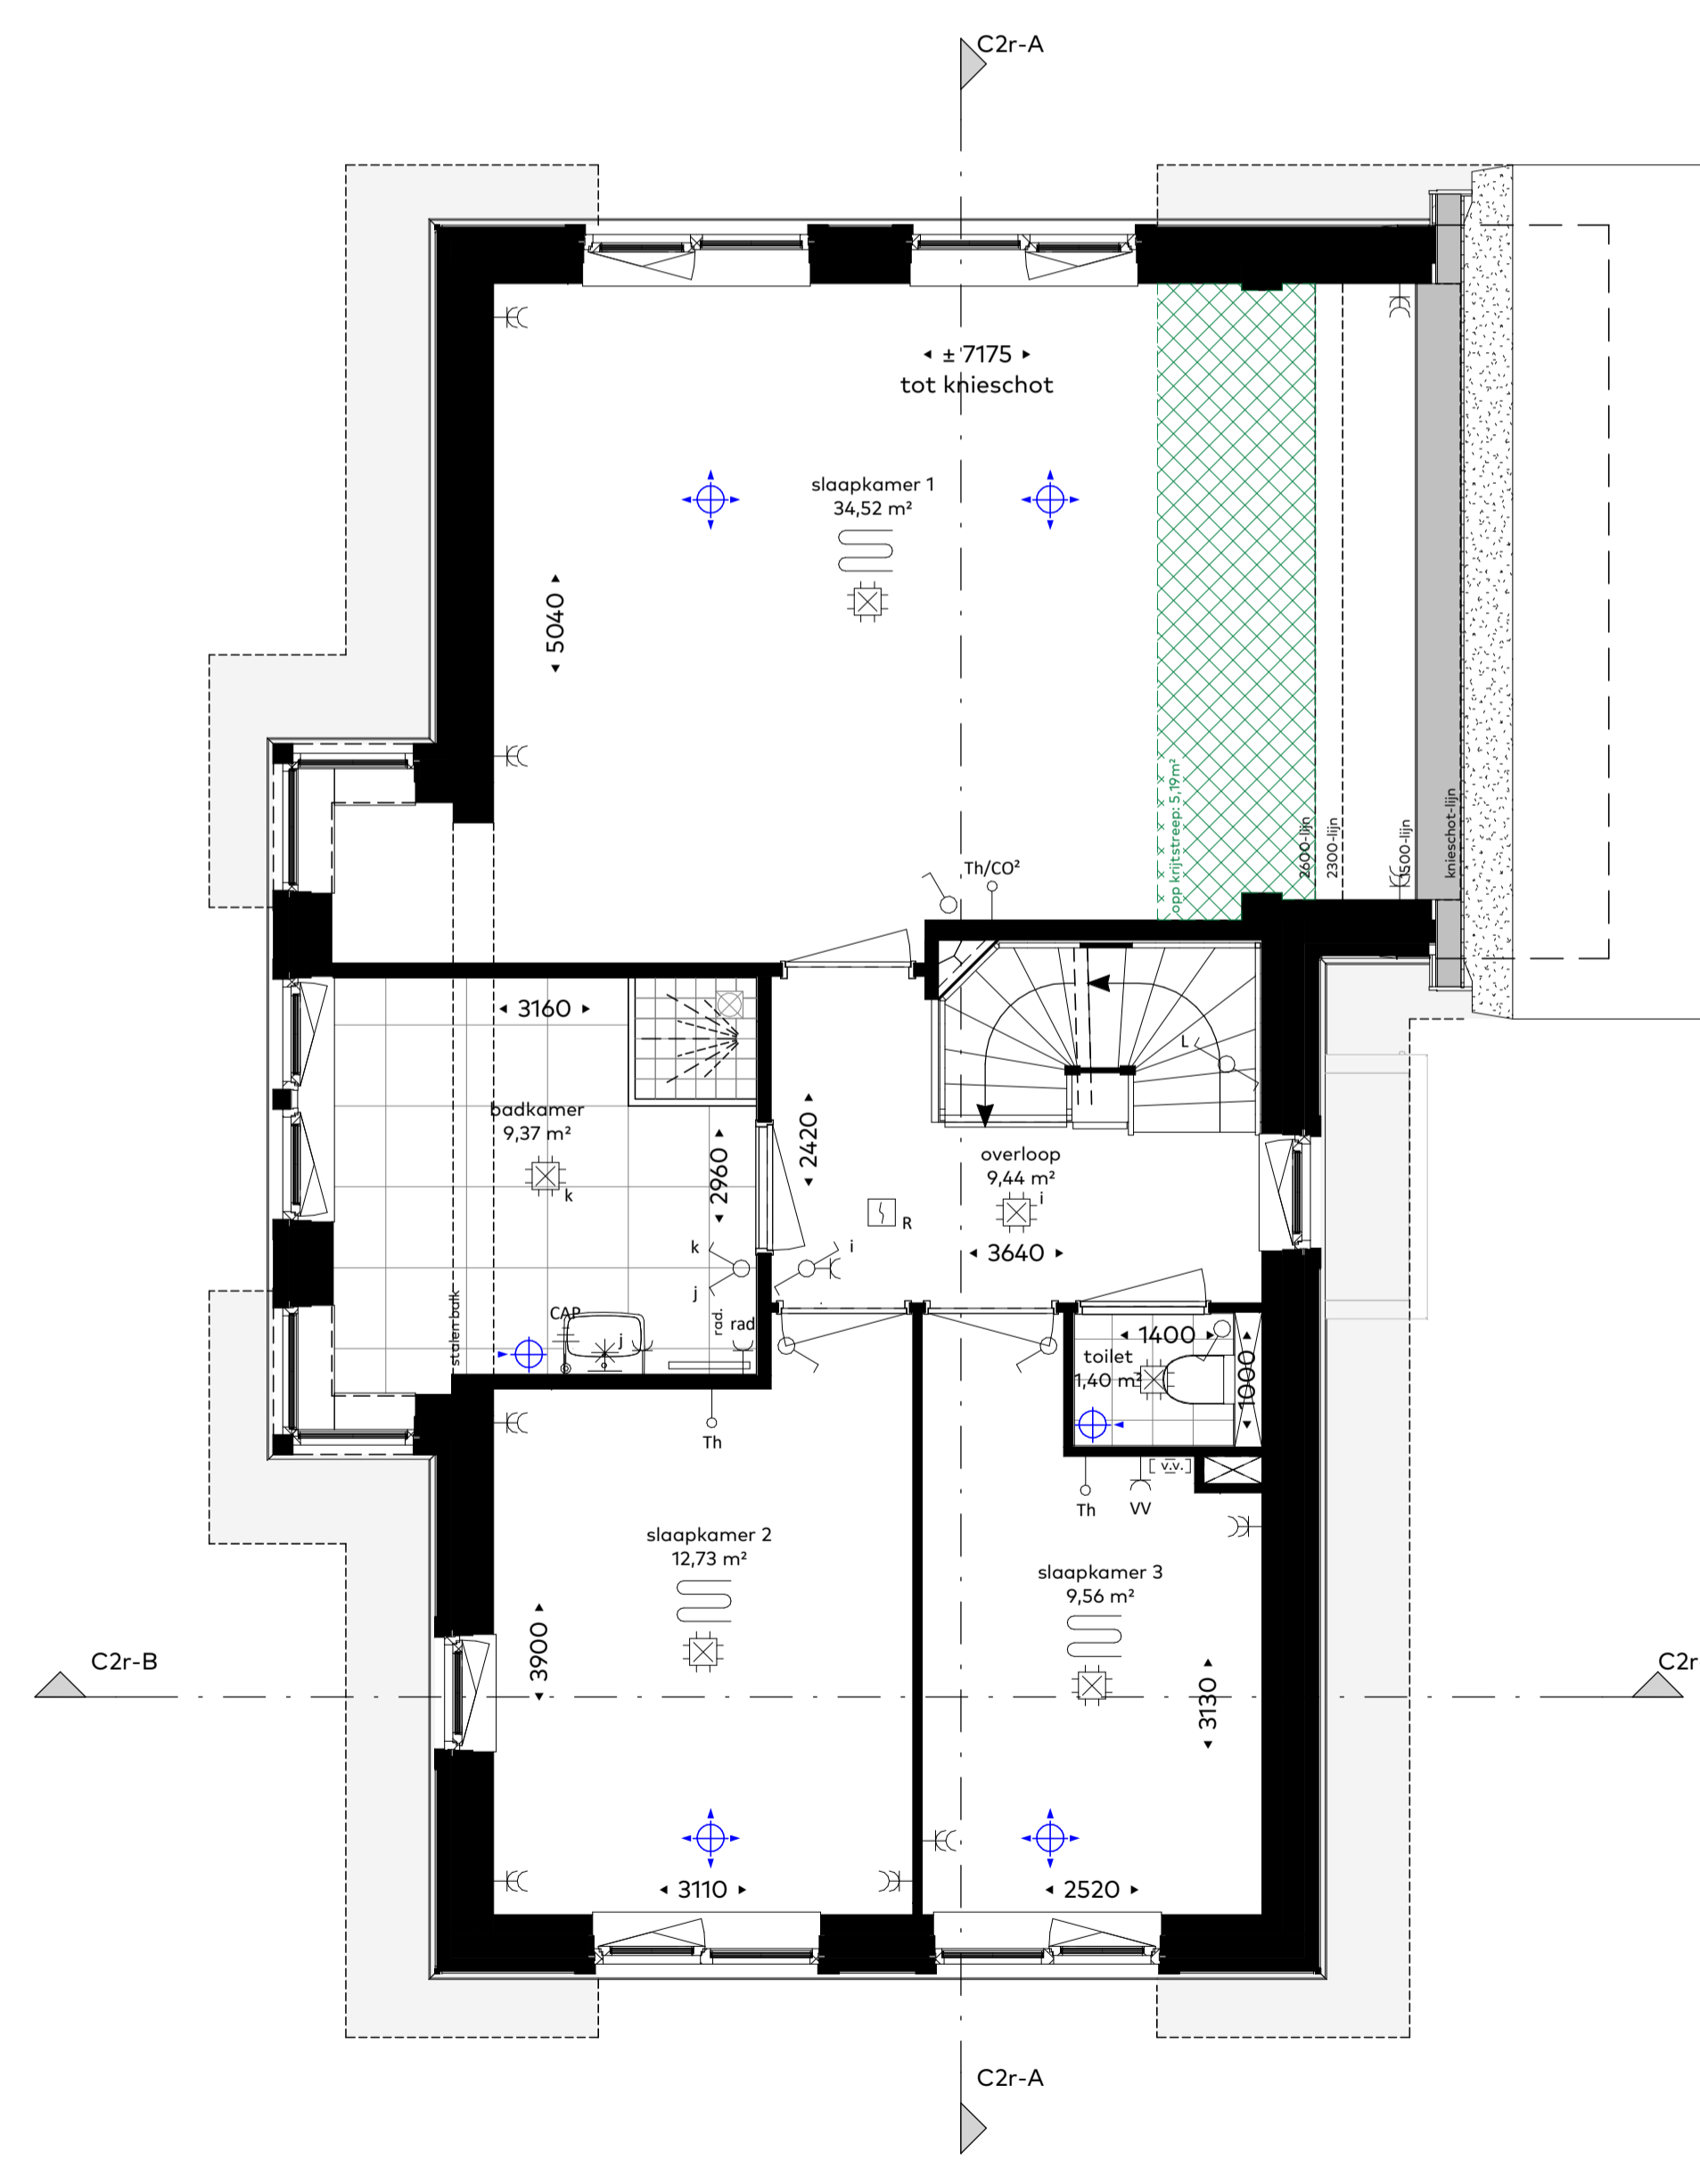 C2r-A
± 7175
tot knieschot
slaapkamer 1
34,52 m²
5040
opp krijtstreep: 5,19m²
2600-lijn
2300-lijn
1500-lijn
knieschot-lijn
Th/CO²
3160
L
badkamer
9,37 m²
k
2960
2420
overloop
9,44 m²
i
R
3640
k
j
i
stalen balk
CAP
j
rad.
rad
1400
toilet
1,40 m²
1000
Th
v.v.
Th
VV
slaapkamer 2
12,73 m²
slaapkamer 3
9,56 m²
3900
3130
C2r-B
C2r
3110
2520
C2r-A